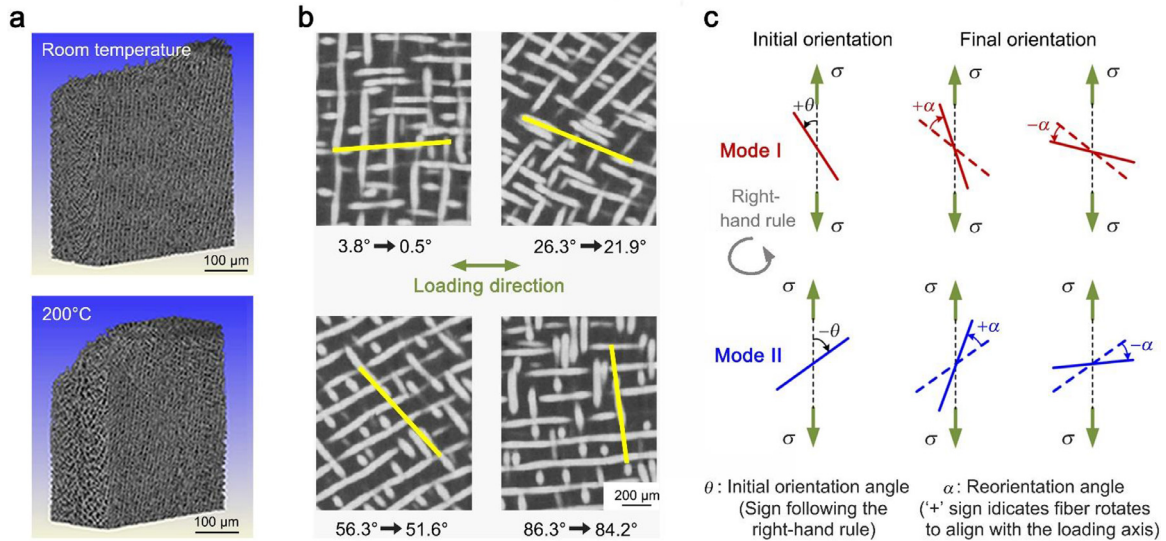 a
Room temperature
100 μm
200°C
100 μm
b
3.8° → 0.5°
26.3° → 21.9°
Loading direction
200 μm
56.3° → 51.6°
86.3° → 84.2°
c
Initial orientation
Final orientation
σ
σ
σ
+θ
+α
−α
Mode I
Right-
hand rule
σ
σ
σ
σ
σ
σ
−θ
+α
−α
Mode II
σ
σ
σ
θ : Initial orientation angle
(Sign following the
right-hand rule)
α: Reorientation angle
('+' sign idicates fiber rotates
to align with the loading axis)